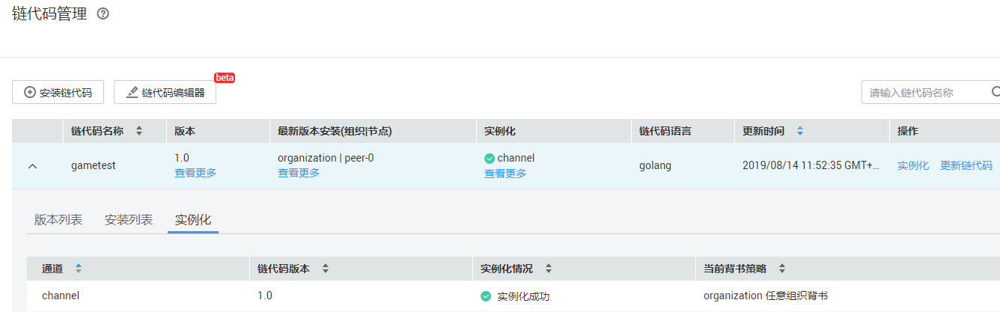 链代码管理
安装链代码 链代码编辑器 beta 请输入链代码名称
链代码名称 版本 最新版本安装(组织|节点) 实例化 链代码语言 更新时间 操作
gametest 1.0 organization | peer-0 channel golang 2019/08/14 11:52:35 GMT+... 实例化 更新链代码
查看更多 查看更多 查看更多
版本列表 安装列表 实例化
通道 链代码版本 实例化情况 当前背书策略
channel 1.0 实例化成功 organization 任意组织背书